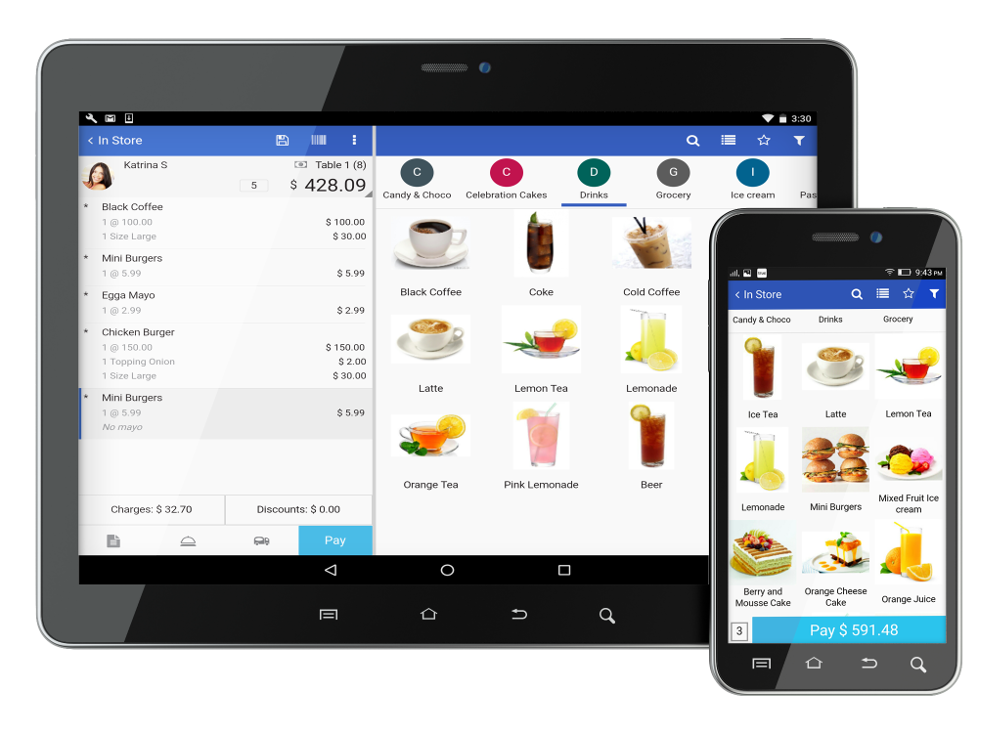 3:30
< In Store
Katrina S
Table 1 (8)
5
$ 428.09
* Black Coffee
1 @ 100.00 $ 100.00
1 Size Large $ 30.00
* Mini Burgers
1 @ 5.99 $ 5.99
* Egga Mayo
1 @ 2.99 $ 2.99
* Chicken Burger
1 @ 150.00 $ 150.00
1 Topping Onion $ 2.00
1 Size Large $ 30.00
* Mini Burgers
1 @ 5.99 $ 5.99
No mayo
Charges: $ 32.70
Discounts: $ 0.00
Pay
C C D G I
Candy & Choco Celebration Cakes Drinks Grocery Ice cream Pas
Black Coffee Coke Cold Coffee
Latte Lemon Tea Lemonade
Orange Tea Pink Lemonade Beer
9:43 PM
< In Store
Candy & Choco Drinks Grocery
Ice Tea Latte Lemon Tea
Lemonade Mini Burgers Mixed Fruit Ice
cream
Berry and Orange Cheese Orange Juice
Mousse Cake Cake
3 Pay $ 591.48